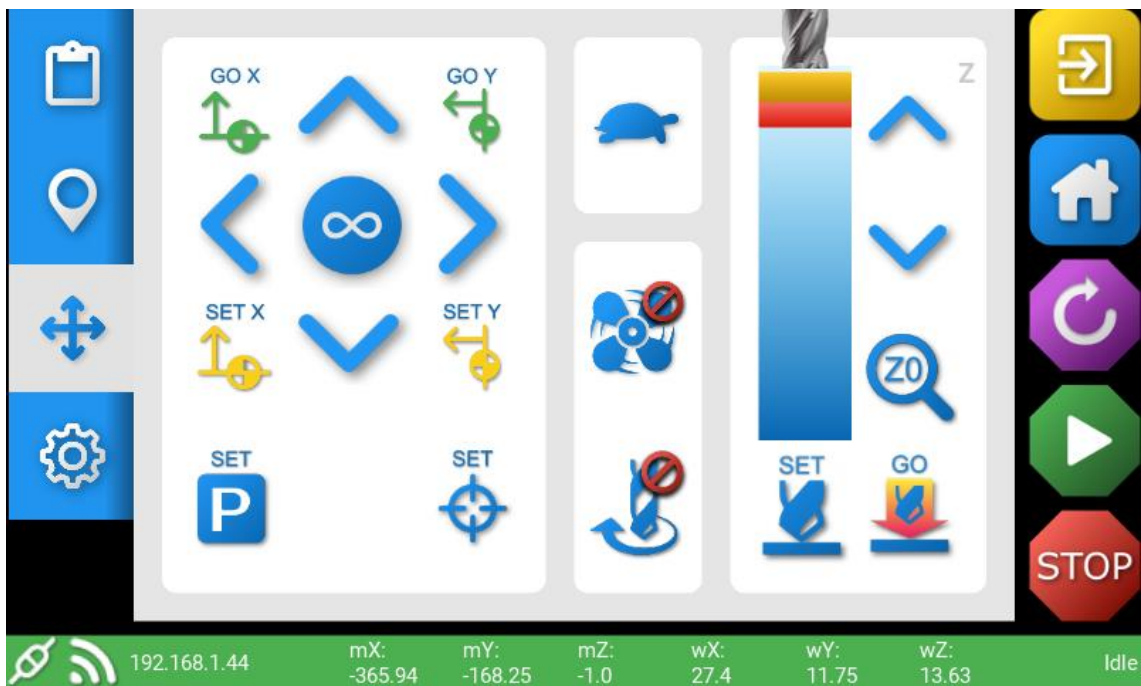 GO X
GO Y
Z
∞
SET X
SET Y
Z0
SET
P
SET
SET
GO
STOP
192.168.1.44
mX:
-365.94
mY:
-168.25
mZ:
-1.0
wX:
27.4
wY:
11.75
wZ:
13.63
Idle